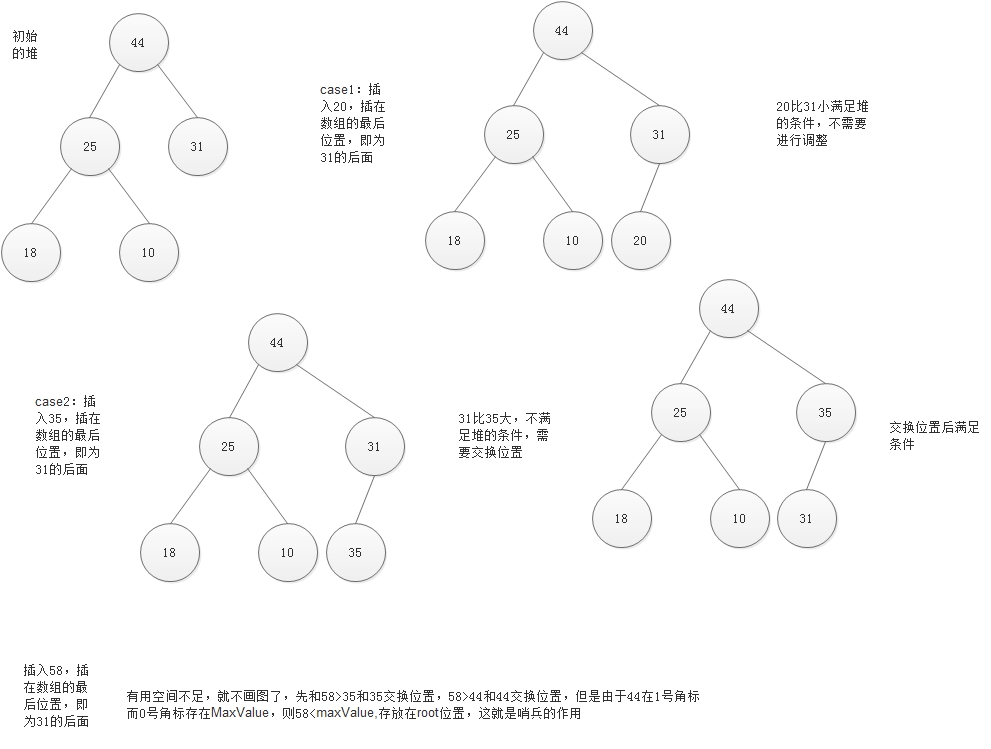 初始
的堆
44
25
31
18
10
case1：插
入20，插在
数组的最后
位置，即为
31的后面
44
25
31
18
10
20
20比31小满足堆
的条件，不需要
进行调整
case2：插
入35，插在
数组的最后
位置，即为
31的后面
44
25
31
18
10
35
31比35大，不满
足堆的条件，需
要交换位置
44
25
35
18
10
31
交换位置后满足
条件
插入58，插
在数组的最
后位置，即
为31的后面
有用空间不足，就不画图了，先和58>35和35交换位置，58>44和44交换位置，但是由于44在1号角标
而0号角标存在MaxValue，则58<maxValue,存放在root位置，这就是哨兵的作用